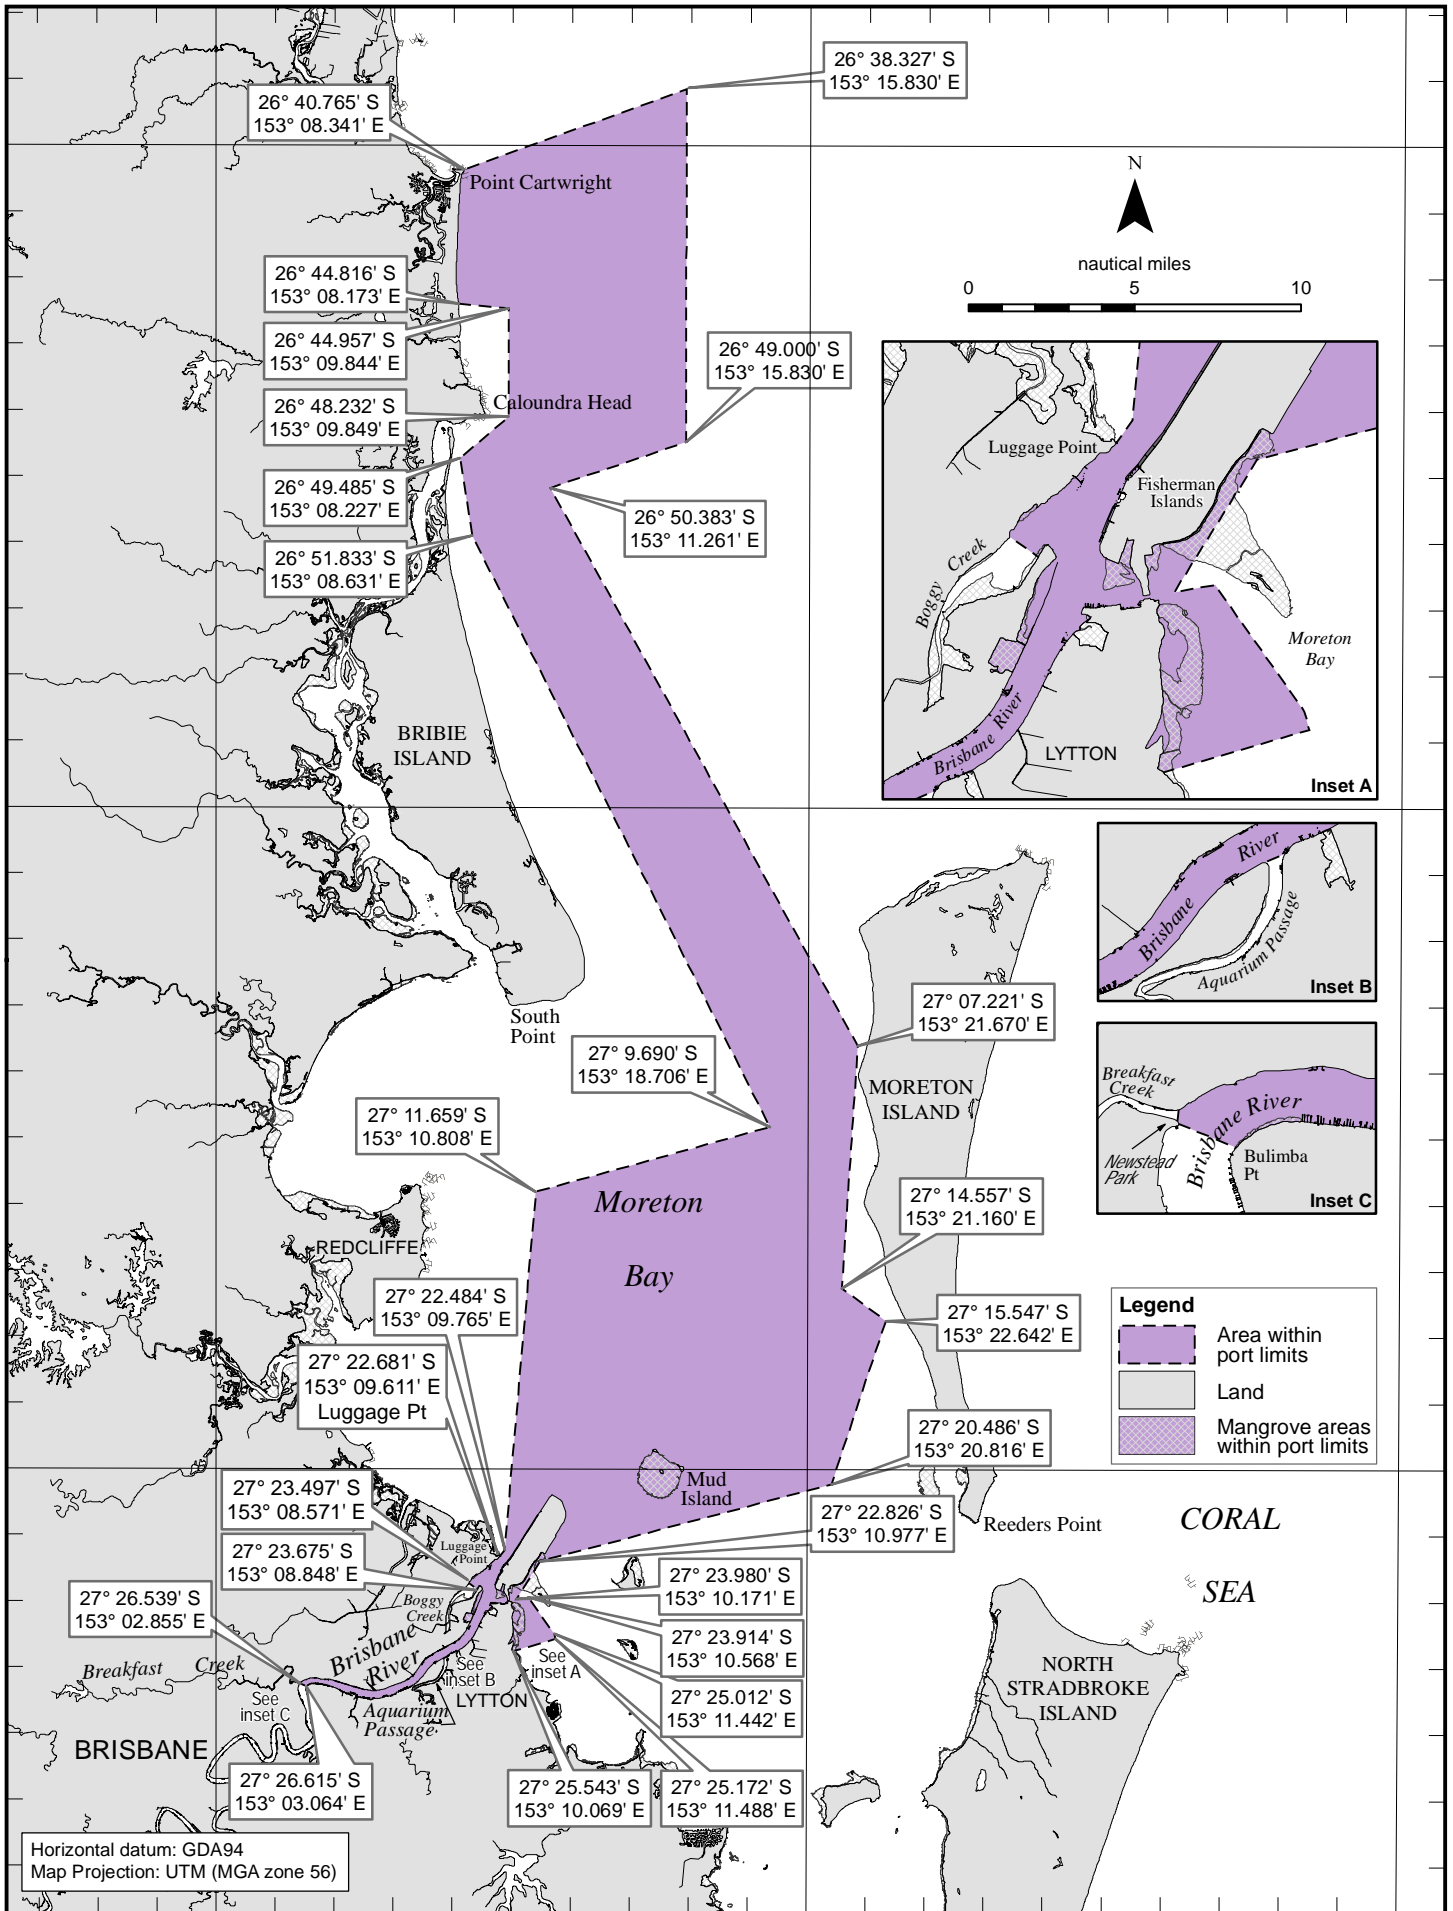 26° 38.327' S
153° 15.830' E
26° 40.765' S
153° 08.341' E
Point Cartwright
N
nautical miles
0 5 10
26° 44.816' S
153° 08.173' E
26° 44.957' S
153° 09.844' E
26° 49.000' S
153° 15.830' E
26° 48.232' S
153° 09.849' E
Caloundra Head
26° 49.485' S
153° 08.227' E
26° 50.383' S
153° 11.261' E
26° 51.833' S
153° 08.631' E
Luggage Point
Fisherman
Islands
Boggy Creek
Moreton
Bay
Brisbane River
LYTTON
Inset A
BRIBIE
ISLAND
River
Brisbane
Aquarium Passage
Inset B
South
Point
27° 07.221' S
153° 21.670' E
27° 9.690' S
153° 18.706' E
MORETON
ISLAND
27° 11.659' S
153° 10.808' E
Breakfast
Creek
Brisbane River
Newstead
Park
Bulimba
Pt
Inset C
Moreton
Bay
27° 14.557' S
153° 21.160' E
REDCLIFFE
27° 22.484' S
153° 09.765' E
27° 15.547' S
153° 22.642' E
Legend
Area within
port limits
Land
Mangrove areas
within port limits
27° 22.681' S
153° 09.611' E
Luggage Pt
27° 20.486' S
153° 20.816' E
27° 23.497' S
153° 08.571' E
Mud
Island
27° 22.826' S
153° 10.977' E
Reeders Point
CORAL
SEA
Luggage
Point
27° 23.675' S
153° 08.848' E
27° 23.980' S
153° 10.171' E
27° 26.539' S
153° 02.855' E
Boggy
Creek
27° 23.914' S
153° 10.568' E
Brisbane
River
Breakfast Creek
See
inset B
See
inset A
27° 25.012' S
153° 11.442' E
NORTH
STRADBROKE
ISLAND
See
inset C
LYTTON
Aquarium
Passage
BRISBANE
27° 26.615' S
153° 03.064' E
27° 25.543' S
153° 10.069' E
27° 25.172' S
153° 11.488' E
Horizontal datum: GDA94
Map Projection: UTM (MGA zone 56)